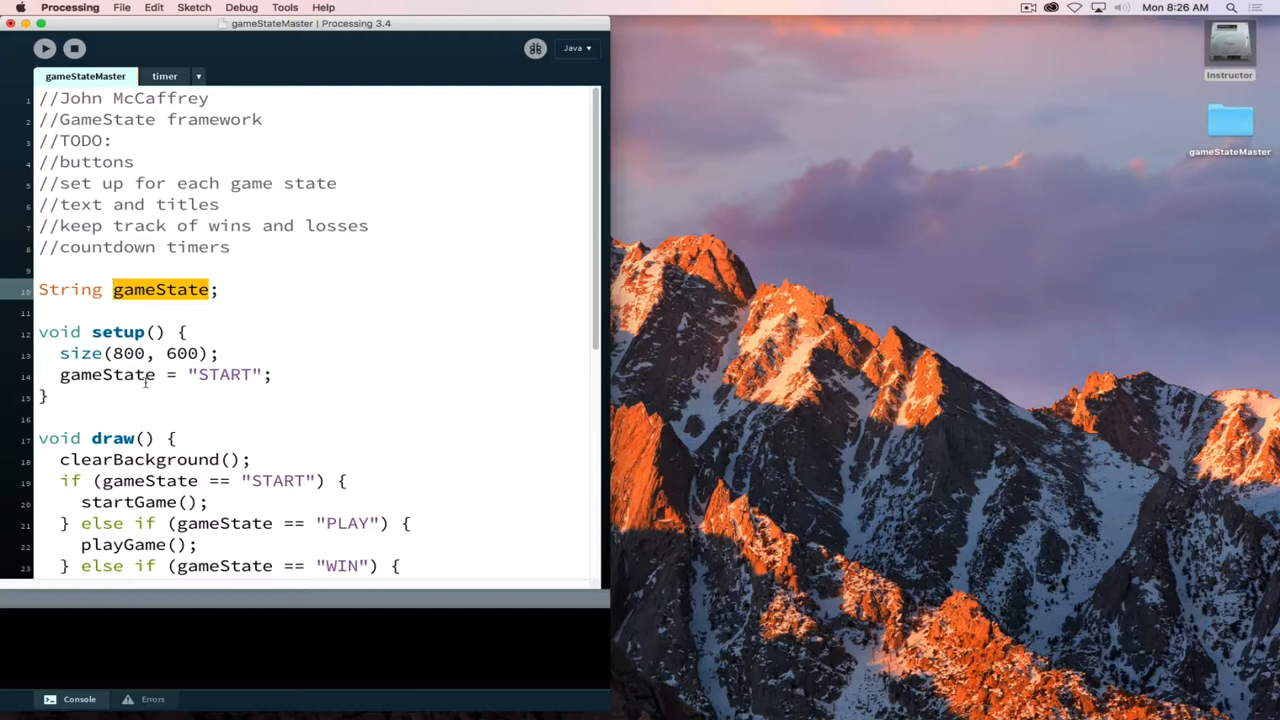 Processing File Edit Sketch Debug Tools Help Mon 8:26 AM
gameStateMaster | Processing 3.4
Java ▾
gameStateMaster timer ▾
1 //John McCaffrey
2 //GameState framework
3 //TODO:
4 //buttons
5 //set up for each game state
6 //text and titles
7 //keep track of wins and losses
8 //countdown timers
9
10 String gameState;
11
12 void setup() {
13 size(800, 600);
14 gameState = "START";
15 }
16
17 void draw() {
18 clearBackground();
19 if (gameState == "START") {
20 startGame();
21 } else if (gameState == "PLAY") {
22 playGame();
23 } else if (gameState == "WIN") {
Console Errors
Instructor
gameStateMaster